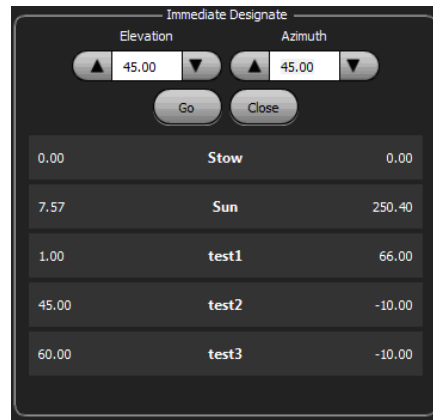 Immediate Designate
Elevation Azimuth
45.00 45.00
Go Close
0.00 Stow 0.00
7.57 Sun 250.40
1.00 test1 66.00
45.00 test2 -10.00
60.00 test3 -10.00